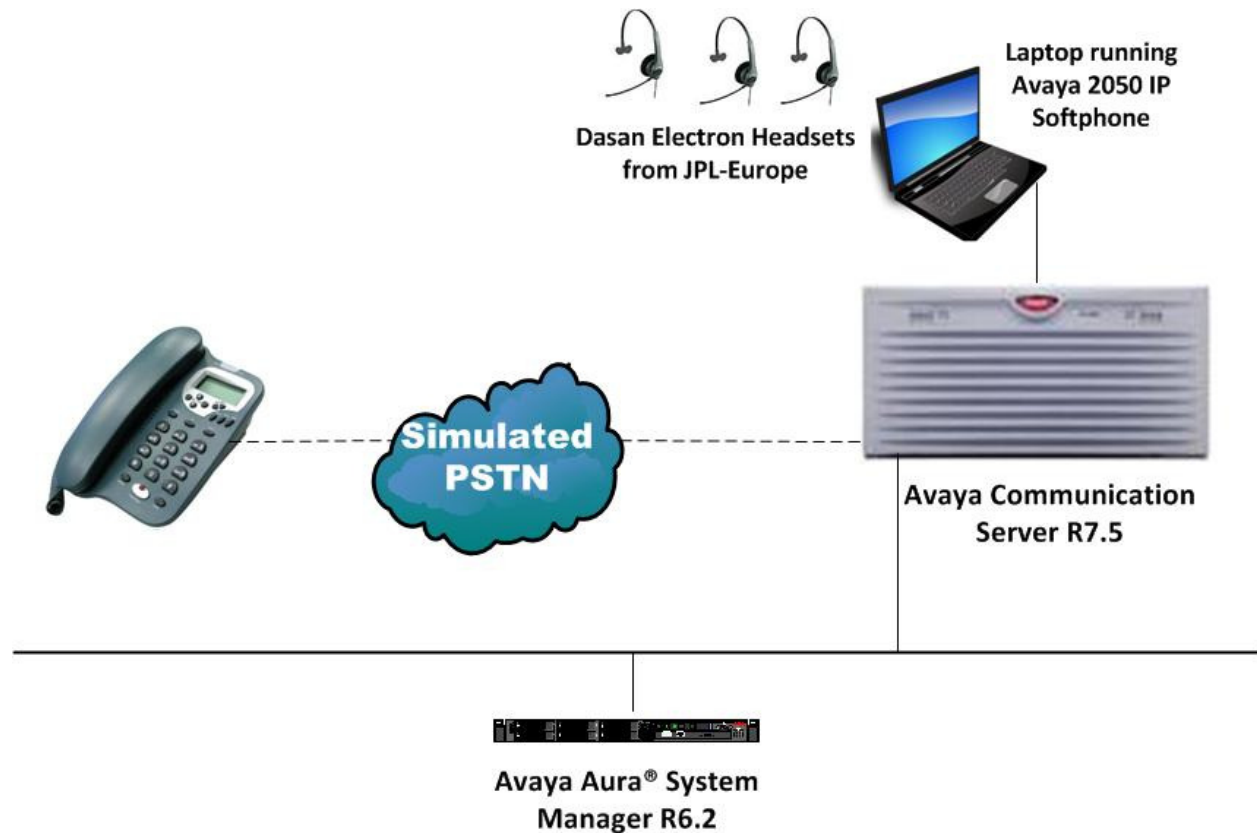 Laptop running
Avaya 2050 IP
Softphone
Dasan Electron Headsets
from JPL-Europe
Simulated
PSTN
Avaya Communication
Server R7.5
Avaya Aura® System
Manager R6.2